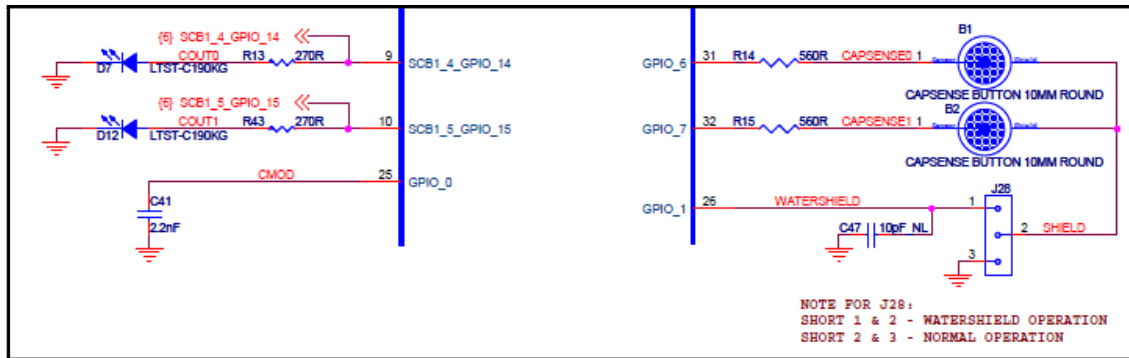 {6} SCB1_4_GPIO_14
COUT0 R13 270R
D7 LTST-C190KG
9 SCB1_4_GPIO_14
{6} SCB1_5_GPIO_15
COUT1 R43 270R
D12 LTST-C190KG
10 SCB1_5_GPIO_15
CMOD 25 GPIO_0
C41
2.2nF
B1
GPIO_6 31 R14 560R CAPSENSE0 1
CAPSENSE BUTTON 10MM ROUND
B2
GPIO_7 32 R15 560R CAPSENSE1 1
CAPSENSE BUTTON 10MM ROUND
J28
GPIO_1 26 WATERSHIELD 1
C47 10pF_NL
2 SHIELD
3
NOTE FOR J28:
SHORT 1 & 2 - WATERSHIELD OPERATION
SHORT 2 & 3 - NORMAL OPERATION